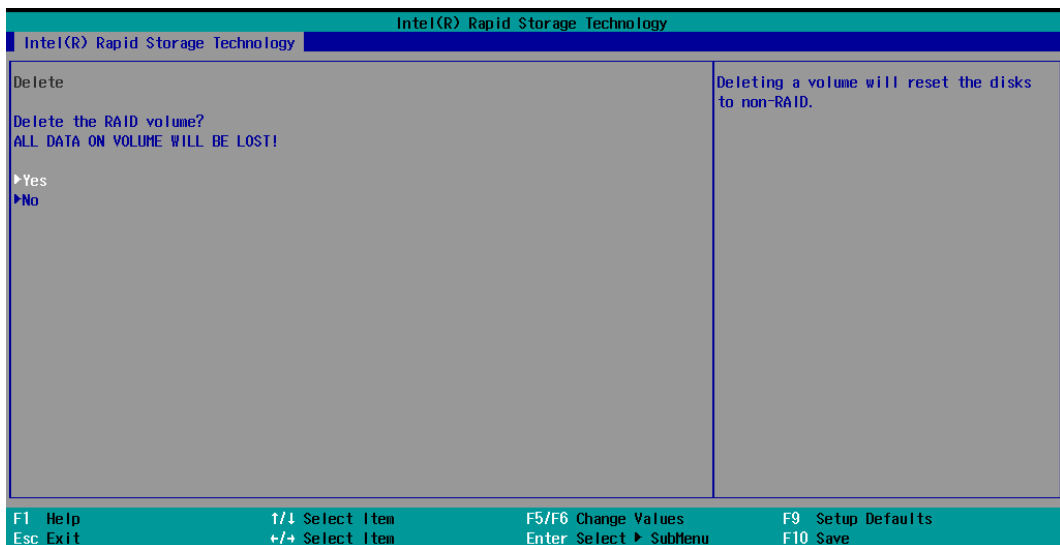 Intel(R) Rapid Storage Technology
Intel(R) Rapid Storage Technology
Delete
Delete the RAID volume?
ALL DATA ON VOLUME WILL BE LOST!
▶Yes
▶No
Deleting a volume will reset the disks
to non-RAID.
F1 Help ↑/↓ Select Item F5/F6 Change Values F9 Setup Defaults
Esc Exit ←/→ Select Item Enter Select ▶ SubMenu F10 Save